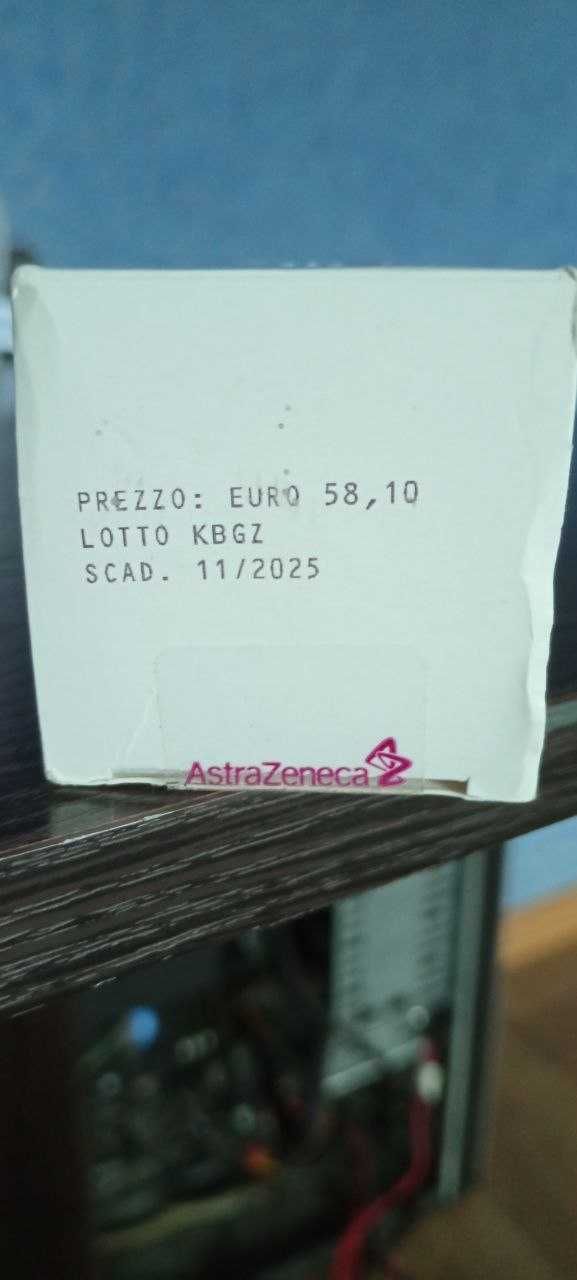 PREZZO: EURO 58,10
LOTTO KBGZ
SCAD. 11/2025
AstraZeneca